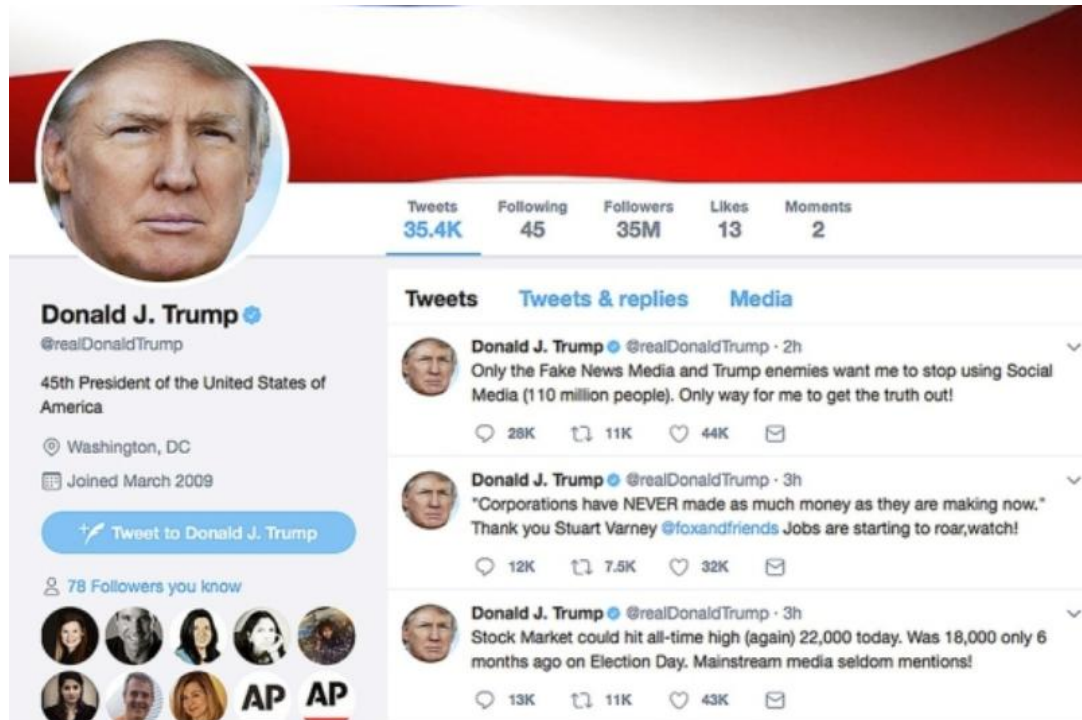 Tweets Following Followers Likes Moments
35.4K 45 35M 13 2
Donald J. Trump
@realDonaldTrump
45th President of the United States of
America
Washington, DC
Joined March 2009
Tweet to Donald J. Trump
78 Followers you know
AP AP
Tweets Tweets & replies Media
Donald J. Trump @realDonaldTrump · 2h
Only the Fake News Media and Trump enemies want me to stop using Social
Media (110 million people). Only way for me to get the truth out!
28K 11K 44K
Donald J. Trump @realDonaldTrump · 3h
"Corporations have NEVER made as much money as they are making now."
Thank you Stuart Varney @foxandfriends Jobs are starting to roar,watch!
12K 7.5K 32K
Donald J. Trump @realDonaldTrump · 3h
Stock Market could hit all-time high (again) 22,000 today. Was 18,000 only 6
months ago on Election Day. Mainstream media seldom mentions!
13K 11K 43K